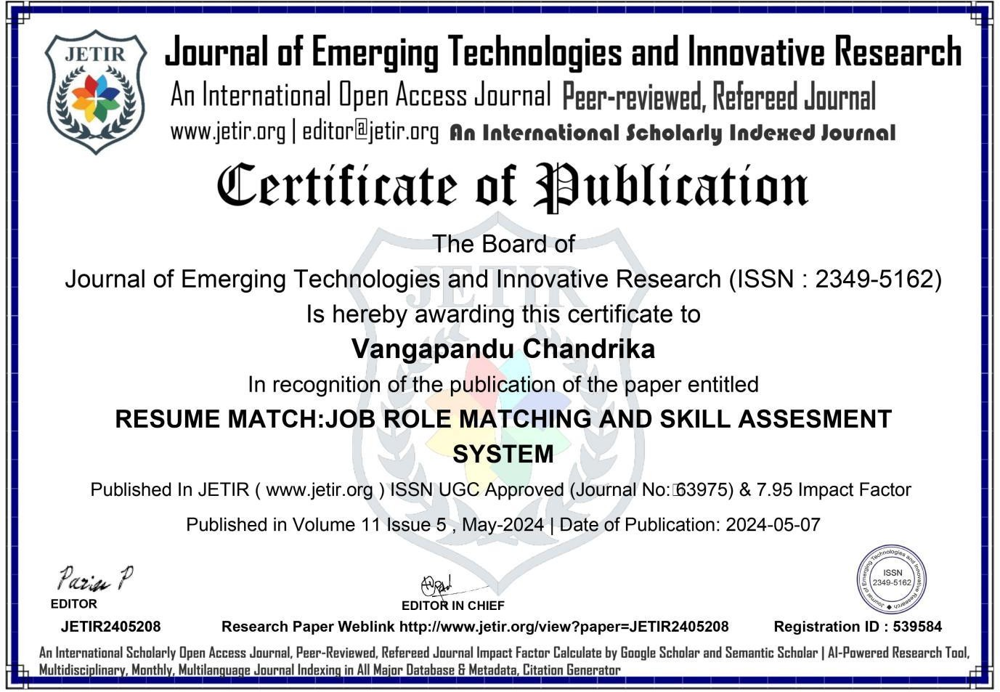 JETIR
Journal of Emerging Technologies and Innovative Research
An International Open Access Journal Peer-reviewed, Refereed Journal
www.jetir.org | editor@jetir.org An International Scholarly Indexed Journal
Certificate of Publication
JETIR
The Board of
Journal of Emerging Technologies and Innovative Research (ISSN : 2349-5162)
Is hereby awarding this certificate to
Vangapandu Chandrika
In recognition of the publication of the paper entitled
RESUME MATCH:JOB ROLE MATCHING AND SKILL ASSESMENT
SYSTEM
Published In JETIR ( www.jetir.org ) ISSN UGC Approved (Journal No: 63975) & 7.95 Impact Factor
Published in Volume 11 Issue 5 , May-2024 | Date of Publication: 2024-05-07
EDITOR
EDITOR IN CHIEF
Journal of Emerging Technologies and Innovative Research
ISSN
2349-5162
JETIR2405208 Research Paper Weblink http://www.jetir.org/view?paper=JETIR2405208 Registration ID : 539584
An International Scholarly Open Access Journal, Peer-Reviewed, Refereed Journal Impact Factor Calculate by Google Scholar and Semantic Scholar | AI-Powered Research Tool,
Multidisciplinary, Monthly, Multilanguage Journal Indexing in All Major Database & Metadata, Citation Generator